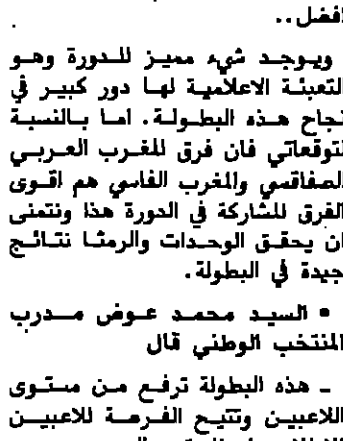 افضل..
ويوجد شيء مميز للدورة وهو
التعبئة الاعلامية لها دور كبير في
نجاح هذه البطولة. اما بالنسبة
لتوقعاتي فان فرق المغرب العربي
الصفاقسي والمغرب الفاسي هم اقوى
الفرق المشاركة في الدورة هذا ونتمنى
ان يحقق الوحدات والرمثا نتائج
جيدة في البطولة.
• السيد محمد عوض مدرب
المنتخب الوطني قال
- هذه البطولة ترفع من مستوى
اللاعبين وتتيح الفرصة للاعبين